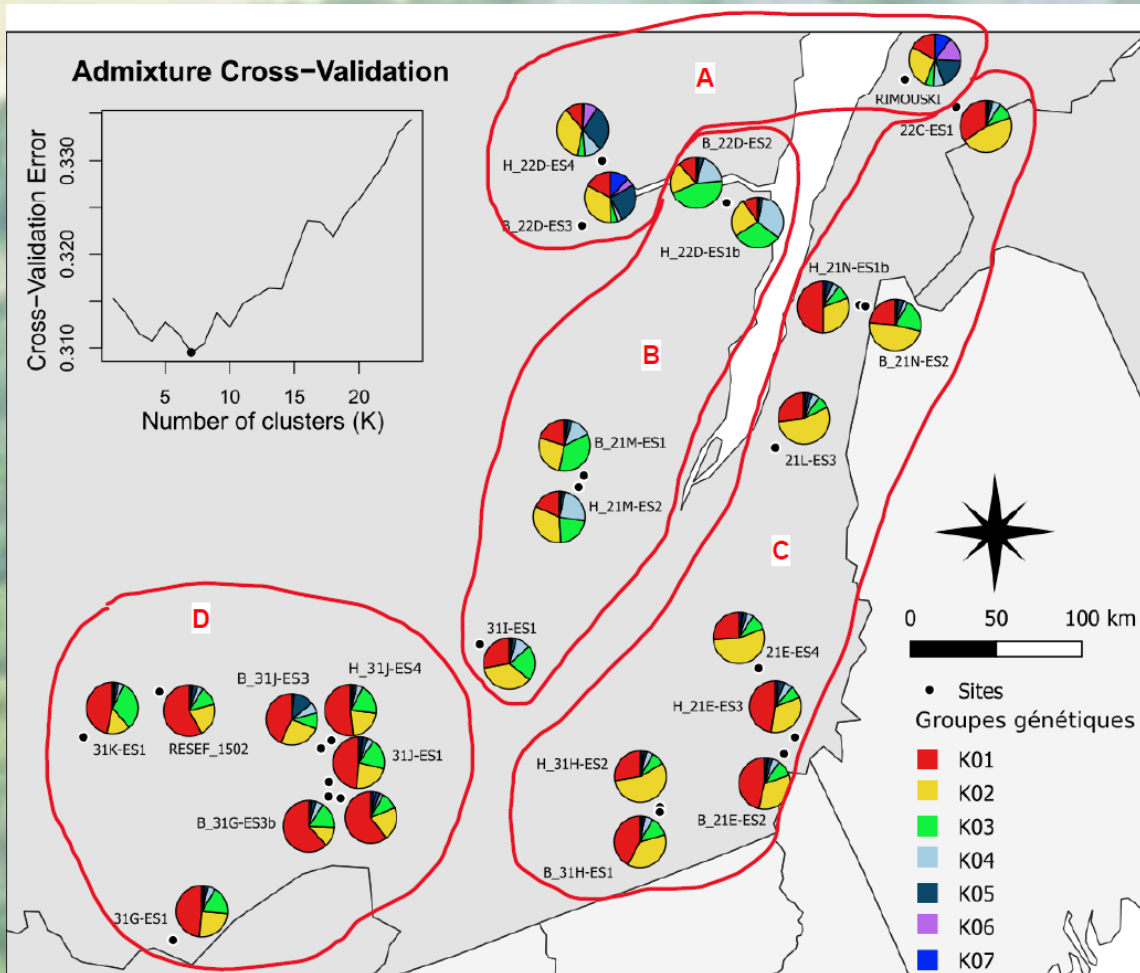 Admixture Cross−Validation
Cross−Validation Error
0.330
0.320
0.310
5 10 15 20
Number of clusters (K)
A
RIMOUSKI
22C-ES1
H_22D-ES4
B_22D-ES2
B_22D-ES3
H_22D-ES1b
H_21N-ES1b
B_21N-ES2
B
B_21M-ES1
21L-ES3
H_21M-ES2
C
D
31I-ES1
21E-ES4
B_31J-ES3
H_31J-ES4
H_21E-ES3
31K-ES1
RESEF_1502
31J-ES1
H_31H-ES2
B_31G-ES3b
B_21E-ES2
B_31H-ES1
31G-ES1
0 50 100 km
Sites
Groupes génétiques
K01
K02
K03
K04
K05
K06
K07